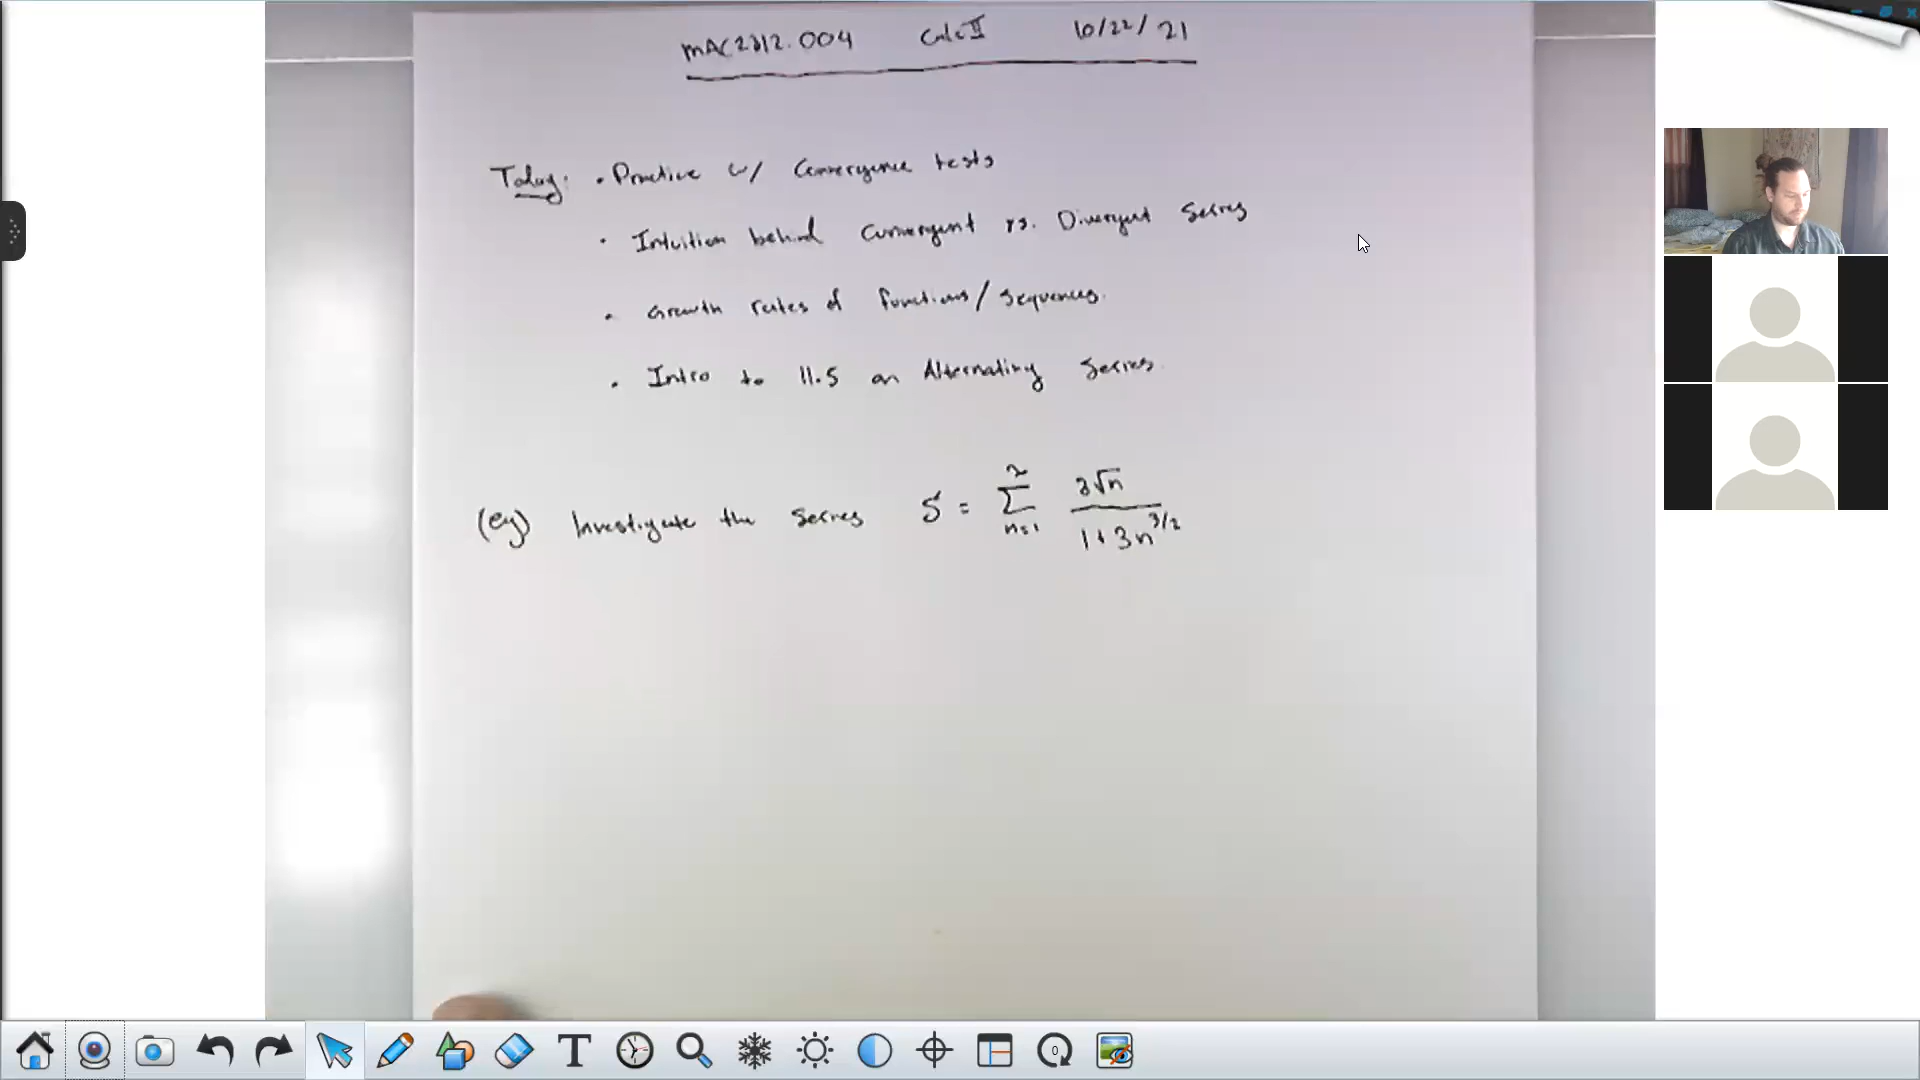 MAC2312.004 Calc II 10/22/21
Today: • Practice w/ Convergence tests
• Intuition behind Convergent vs. Divergent Series
• Growth rates of functions/sequences.
• Intro to 11.5 on Alternating Series.
(eg) Investigate the series S = ∑ n=1 3√n / 1+3n^3/2
T
0